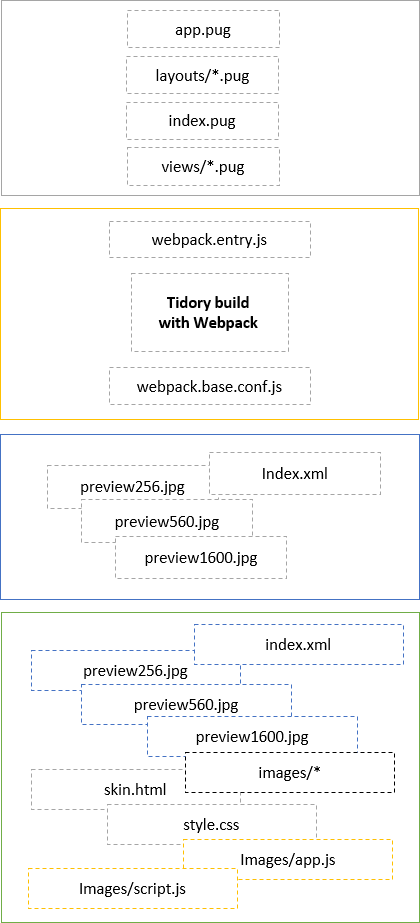 app.pug
layouts/*.pug
index.pug
views/*.pug
webpack.entry.js
Tidory build
with Webpack
webpack.base.conf.js
Index.xml
preview256.jpg
preview560.jpg
preview1600.jpg
index.xml
preview256.jpg
preview560.jpg
preview1600.jpg
images/*
skin.html
style.css
Images/app.js
Images/script.js